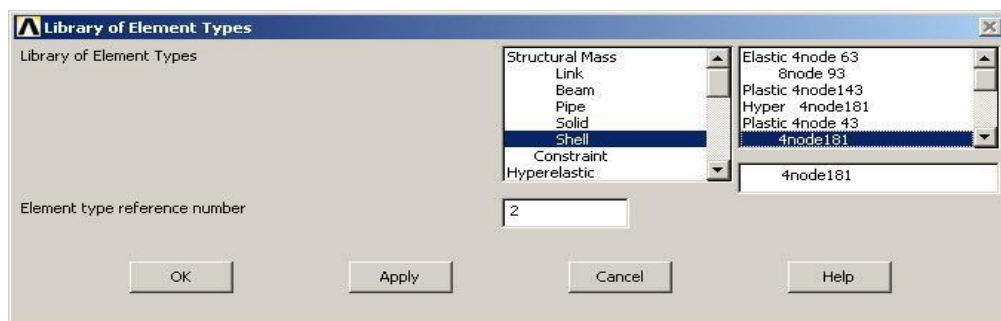 Library of Element Types
Library of Element Types
Structural Mass
Link
Beam
Pipe
Solid
Shell
Constraint
Hyperelastic
Elastic 4node 63
8node 93
Plastic 4node143
Hyper 4node181
Plastic 4node 43
4node181
4node181
Element type reference number
2
OK
Apply
Cancel
Help